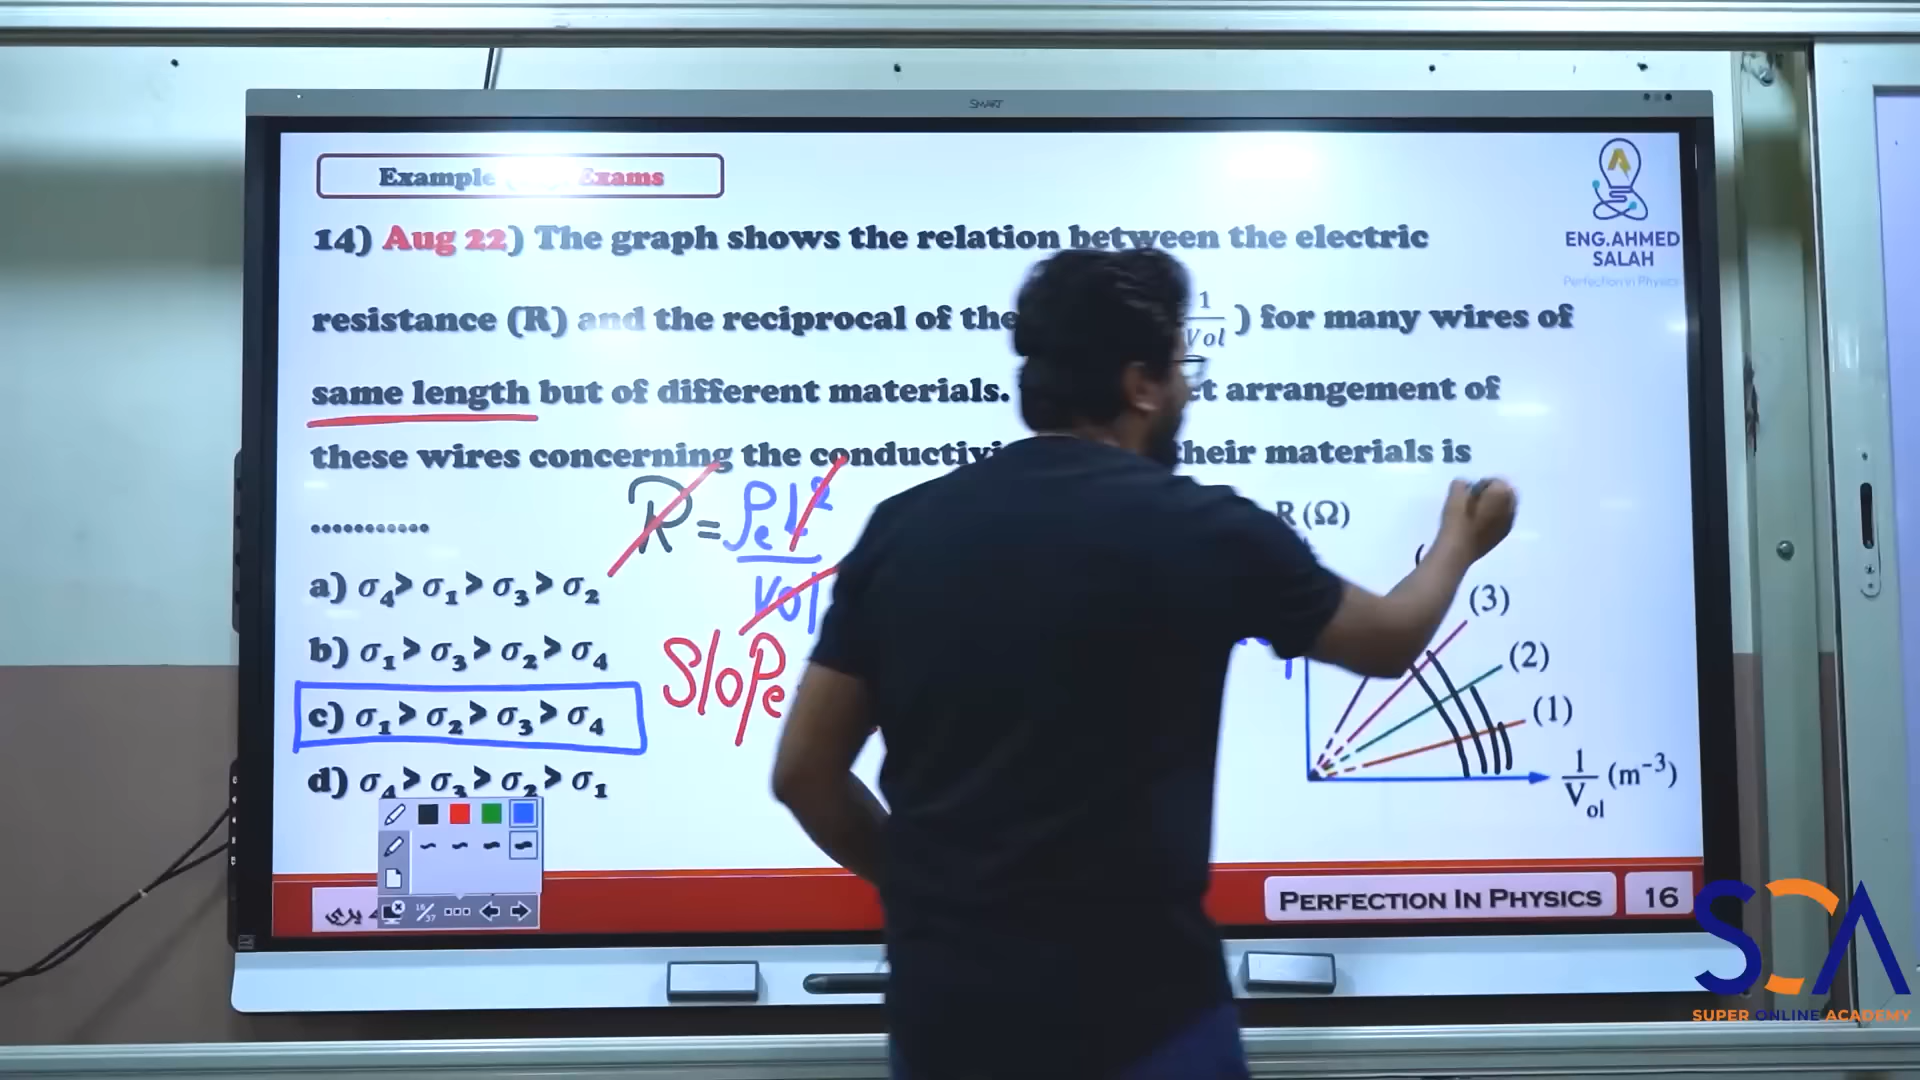 SMART
Example Exams
14) Aug 22) The graph shows the relation between the electric
resistance (R) and the reciprocal of the 1/Vol ) for many wires of
same length but of different materials. arrangement of
these wires concerning the their materials is
...........
R = ρₑ L² / Vol
Slope
a) σ₄> σ₁> σ₃> σ₂
b) σ₁> σ₃> σ₂> σ₄
c) σ₁> σ₂> σ₃> σ₄
d) σ₄> σ₃> σ₂> σ₁
R (Ω)
(3)
(2)
(1)
1/Vol (m⁻³)
ENG.AHMED
SALAH
Perfection in Physics
16/37
PERFECTION IN PHYSICS
16
SCA
SUPER ONLINE ACADEMY